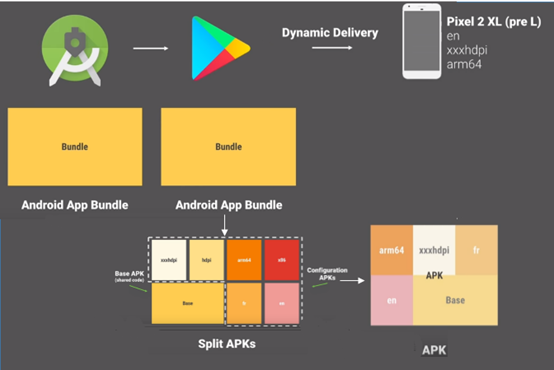 Dynamic Delivery
Pixel 2 XL (pre L)
en
xxxhdpi
arm64
Bundle
Bundle
Android App Bundle
Android App Bundle
xxxhdpi
hdpi
arm64
x86
Base APK
(shared code)
Base
fr
en
Configuration
APKs
Split APKs
arm64
xxxhdpi
fr
APK
en
Base
APK